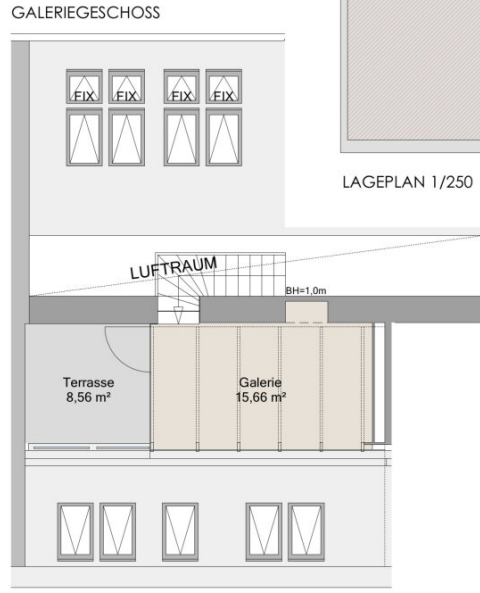 GALERIEGESCHOSS
FIX FIX FIX FIX
LAGEPLAN 1/250
LUFTRAUM
BH=1,0m
Terrasse
8,56 m²
Galerie
15,66 m²